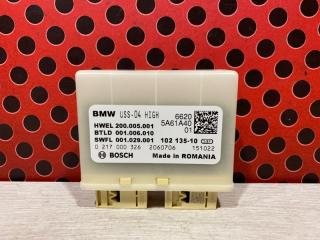 BMW USS-04 HIGH 6620
HWEL 200.005.001 5A61A40
BTLD 001.006.010 01
SWFL 001.029.001 102 135-10
0 217 000 326 2060706 151022
BOSCH Made in ROMANIA